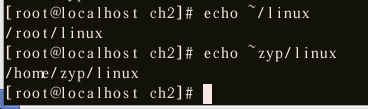 [root@localhost ch2]# echo ~/linux
/root/linux
[root@localhost ch2]# echo ~zyp/linux
/home/zyp/linux
[root@localhost ch2]#